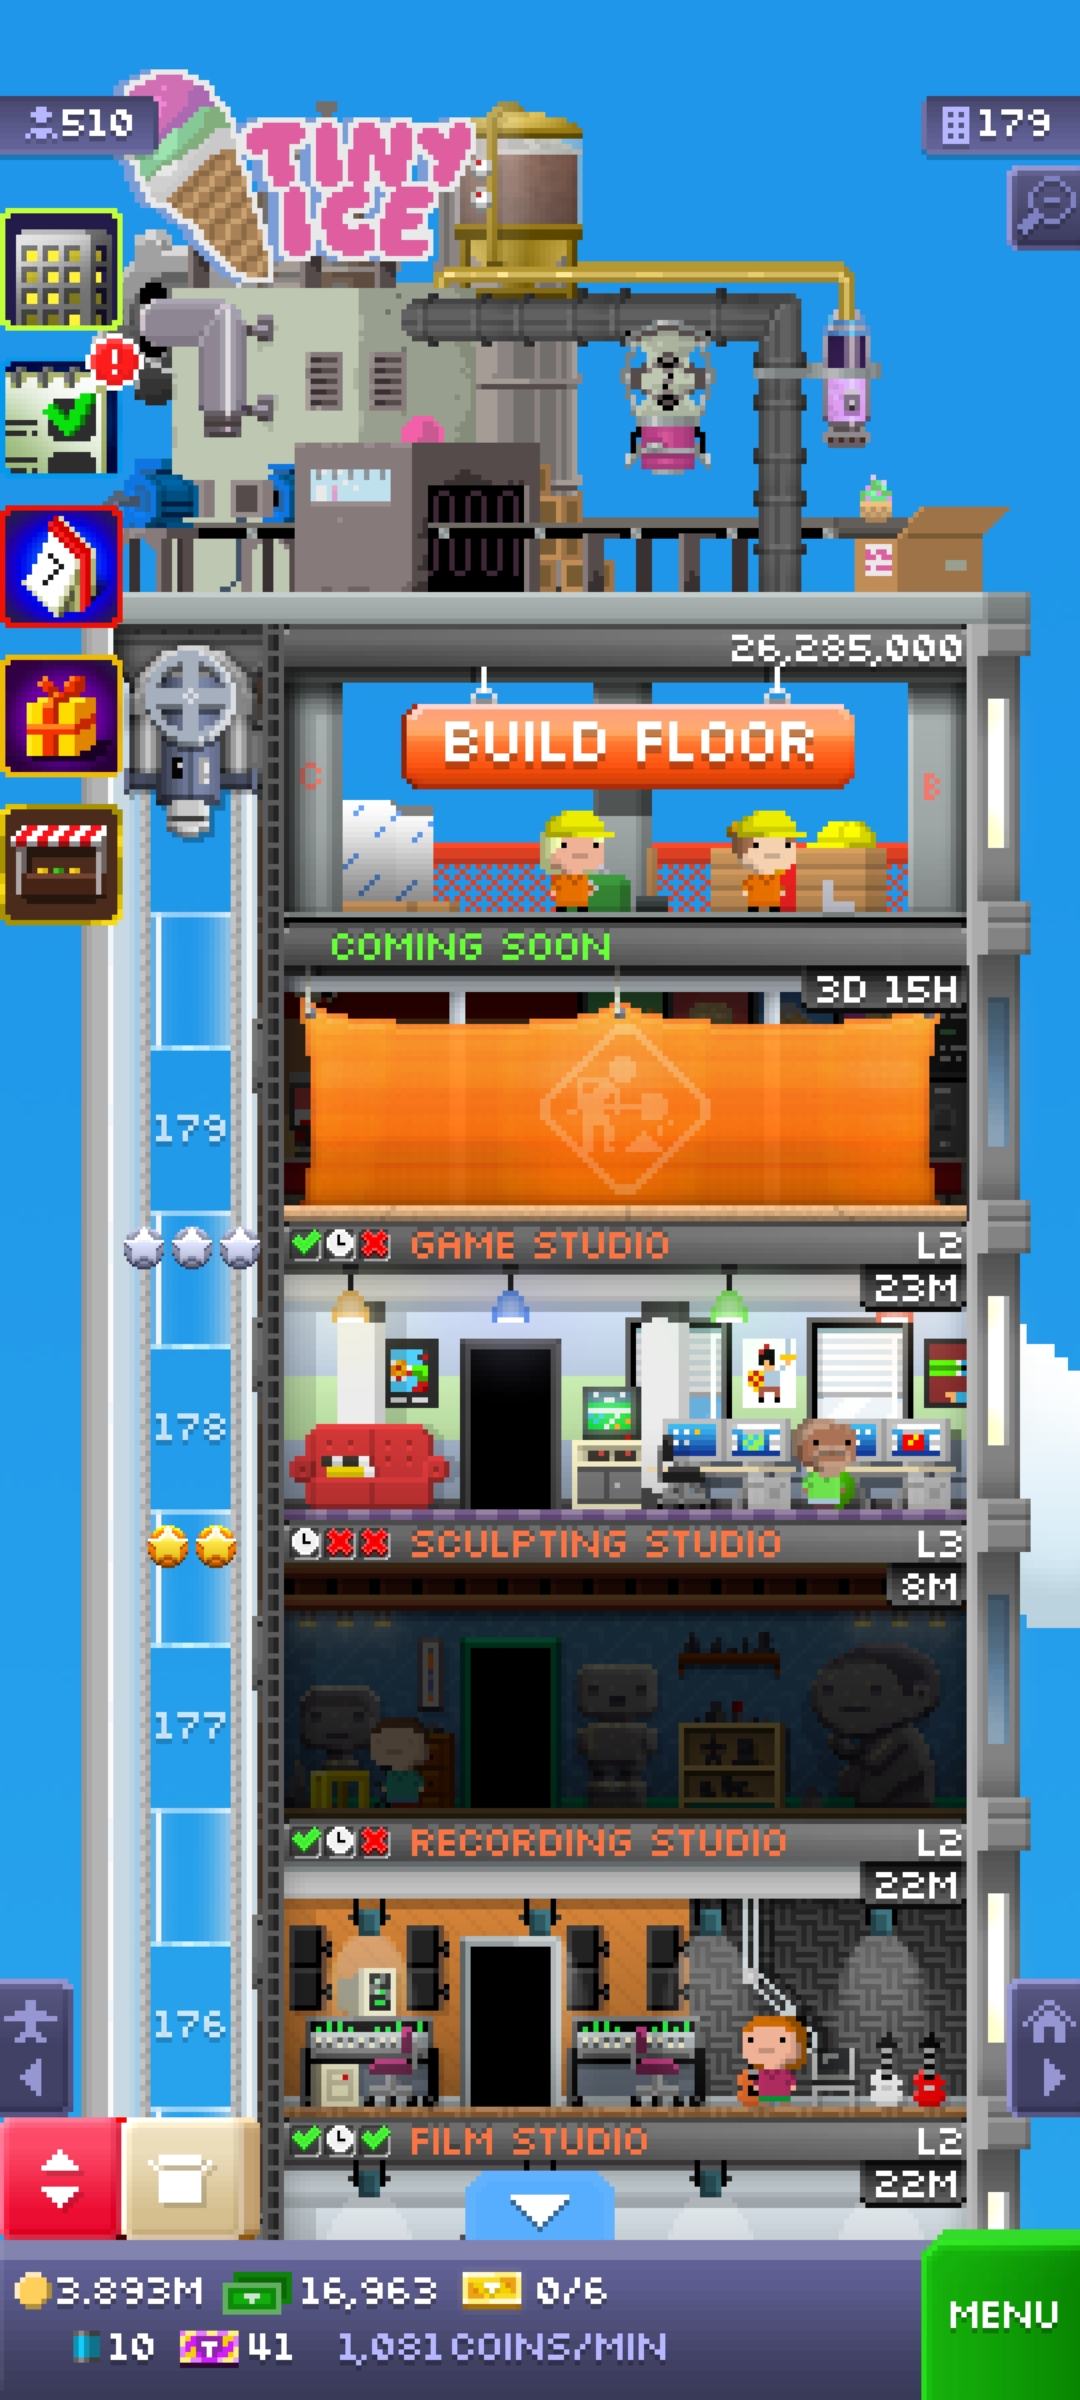 510
TINY
ICE
179
7
26,285,000
BUILD FLOOR
C
B
L
COMING SOON
3D 15H
179
GAME STUDIO L2
23M
178
SCULPTING STUDIO L3
8M
177
RECORDING STUDIO L2
22M
176
FILM STUDIO L2
22M
3.893M 16,963 0/6
10 T 41 1,081 COINS/MIN
MENU